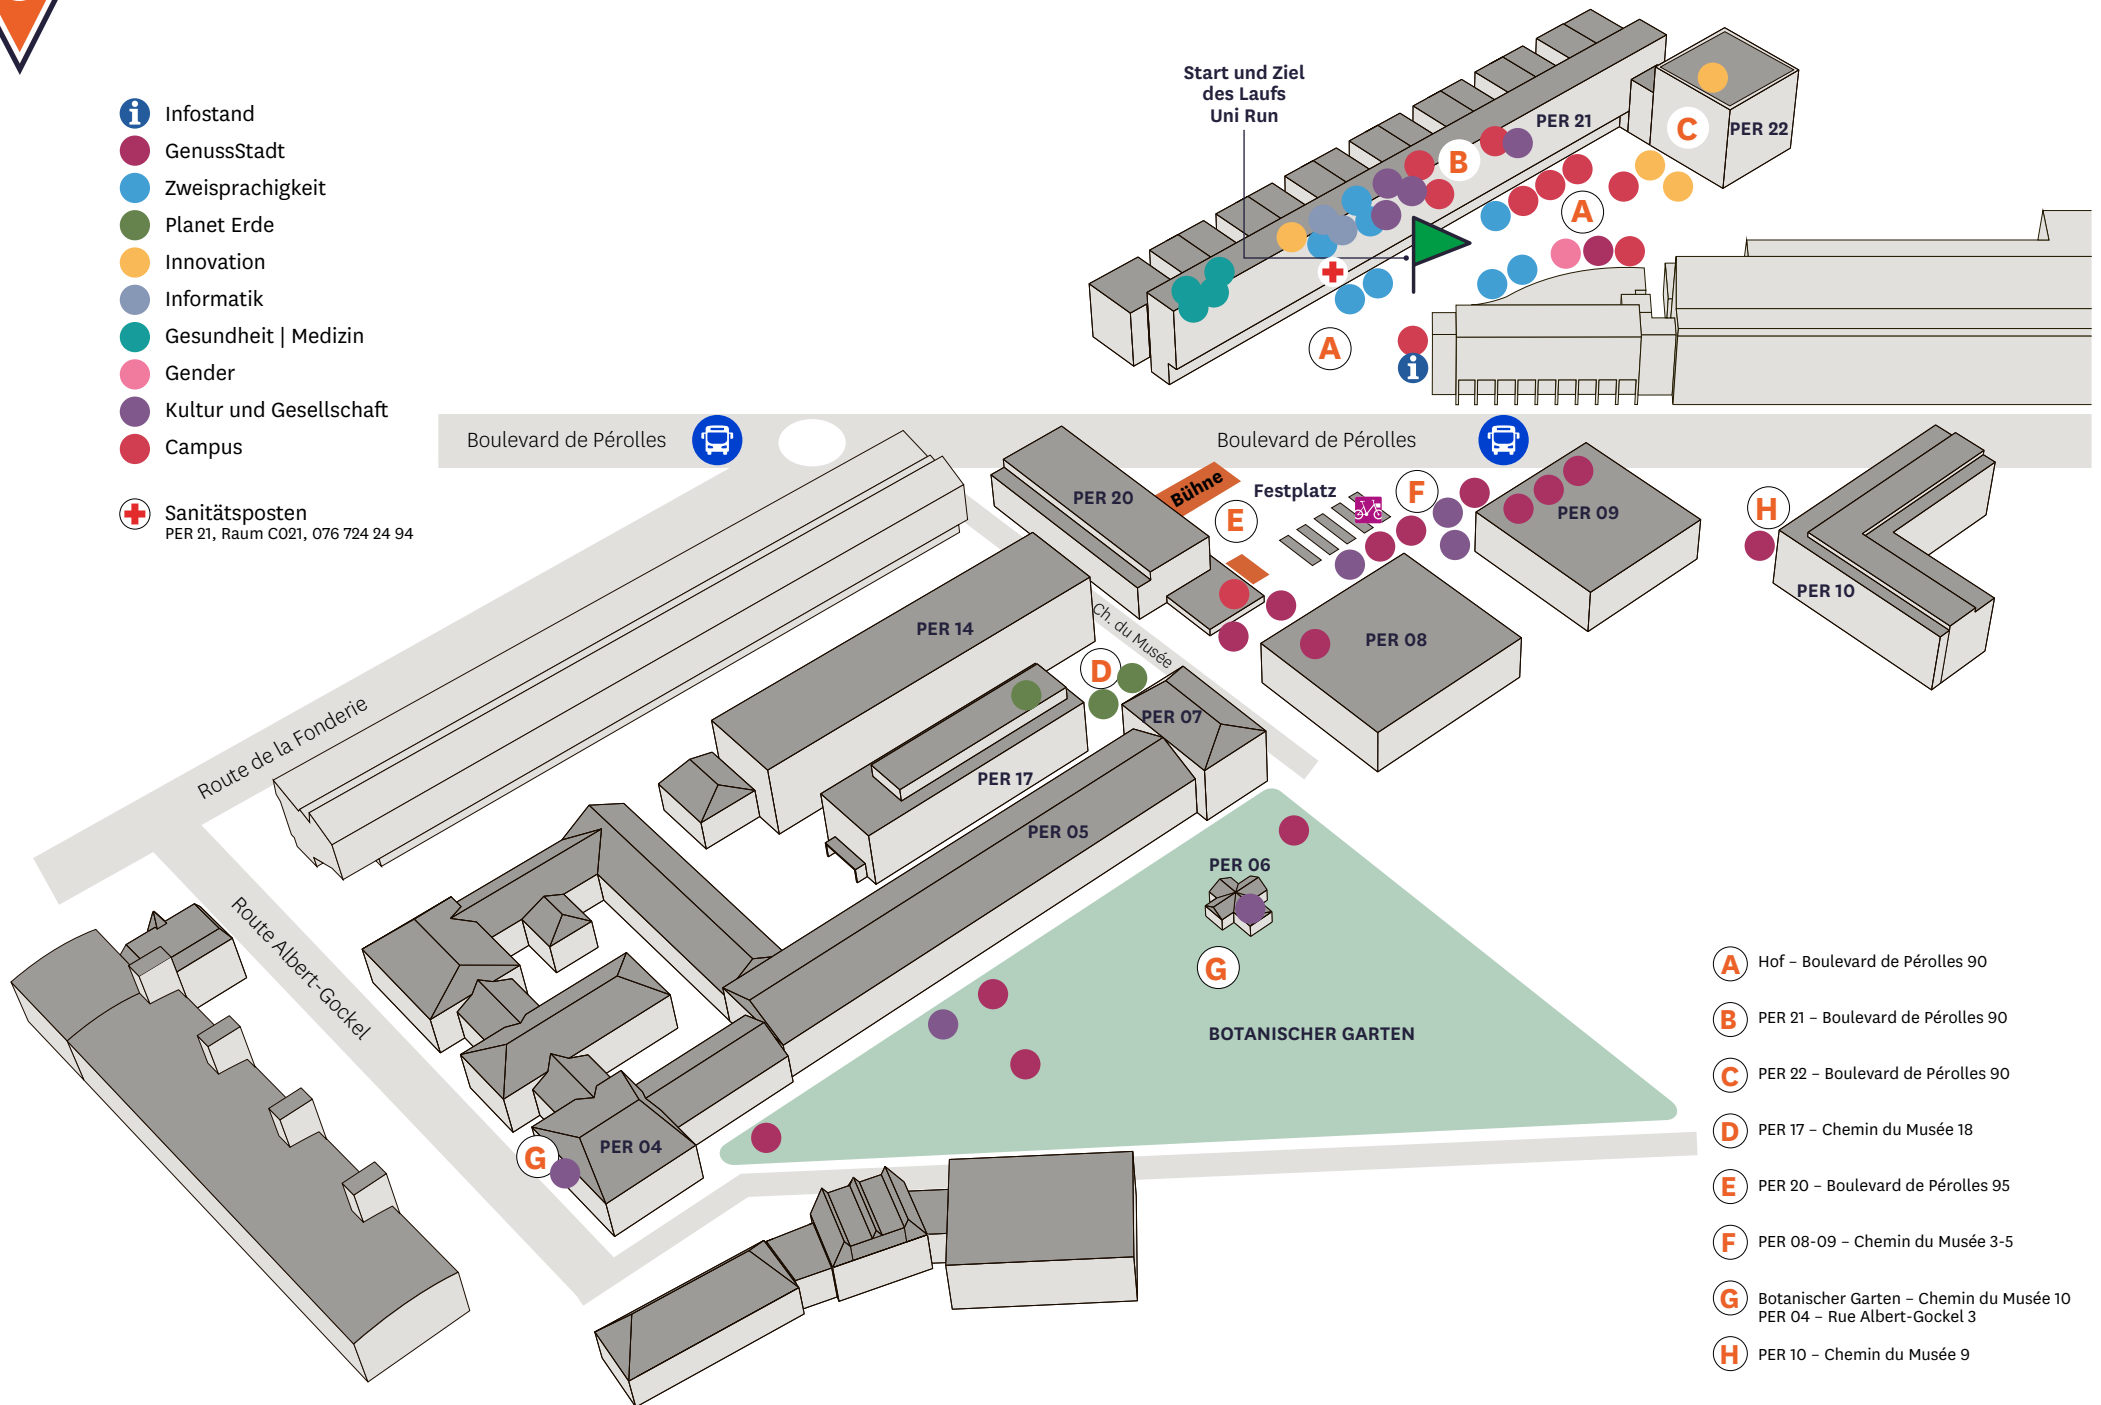 Infostand
GenussStadt
Zweisprachigkeit
Planet Erde
Innovation
Informatik
Gesundheit | Medizin
Gender
Kultur und Gesellschaft
Campus
Sanitätsposten
PER 21, Raum C021, 076 724 24 94
Start und Ziel
des Laufs
Uni Run
PER 21
PER 22
C
B
A
A
i
i
Boulevard de Pérolles
Boulevard de Pérolles
PER 20
Bühne
Festplatz
E
F
PER 09
H
PER 10
PER 14
Ch. du Musée
PER 08
D
PER 07
PER 17
Route de la Fonderie
PER 05
PER 06
G
Route Albert-Gockel
BOTANISCHER GARTEN
PER 04
G
A Hof – Boulevard de Pérolles 90
B PER 21 – Boulevard de Pérolles 90
C PER 22 – Boulevard de Pérolles 90
D PER 17 – Chemin du Musée 18
E PER 20 – Boulevard de Pérolles 95
F PER 08-09 – Chemin du Musée 3-5
G Botanischer Garten – Chemin du Musée 10
PER 04 – Rue Albert-Gockel 3
H PER 10 – Chemin du Musée 9